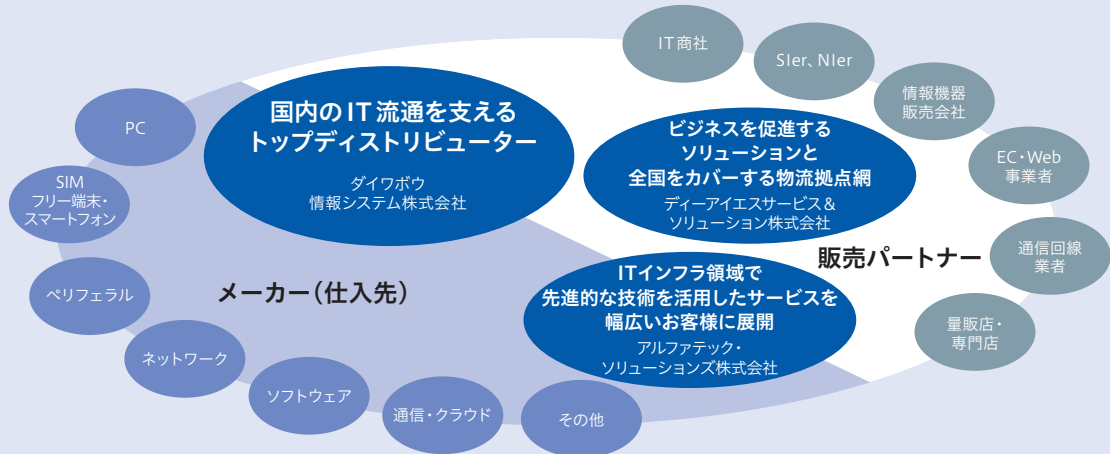 国内のIT流通を支える
トップディストリビューター
ダイワボウ
情報システム株式会社
ビジネスを促進する
ソリューションと
全国をカバーする物流拠点網
ディーアイエスサービス&
ソリューション株式会社
ITインフラ領域で
先進的な技術を活用したサービスを
幅広いお客様に展開
アルファテック・
ソリューションズ株式会社
メーカー(仕入先)
PC
SIM
フリー端末・
スマートフォン
ペリフェラル
ネットワーク
ソフトウェア
通信・クラウド
その他
販売パートナー
IT商社
SIer、NIer
情報機器
販売会社
EC・Web
事業者
通信回線
業者
量販店・
専門店